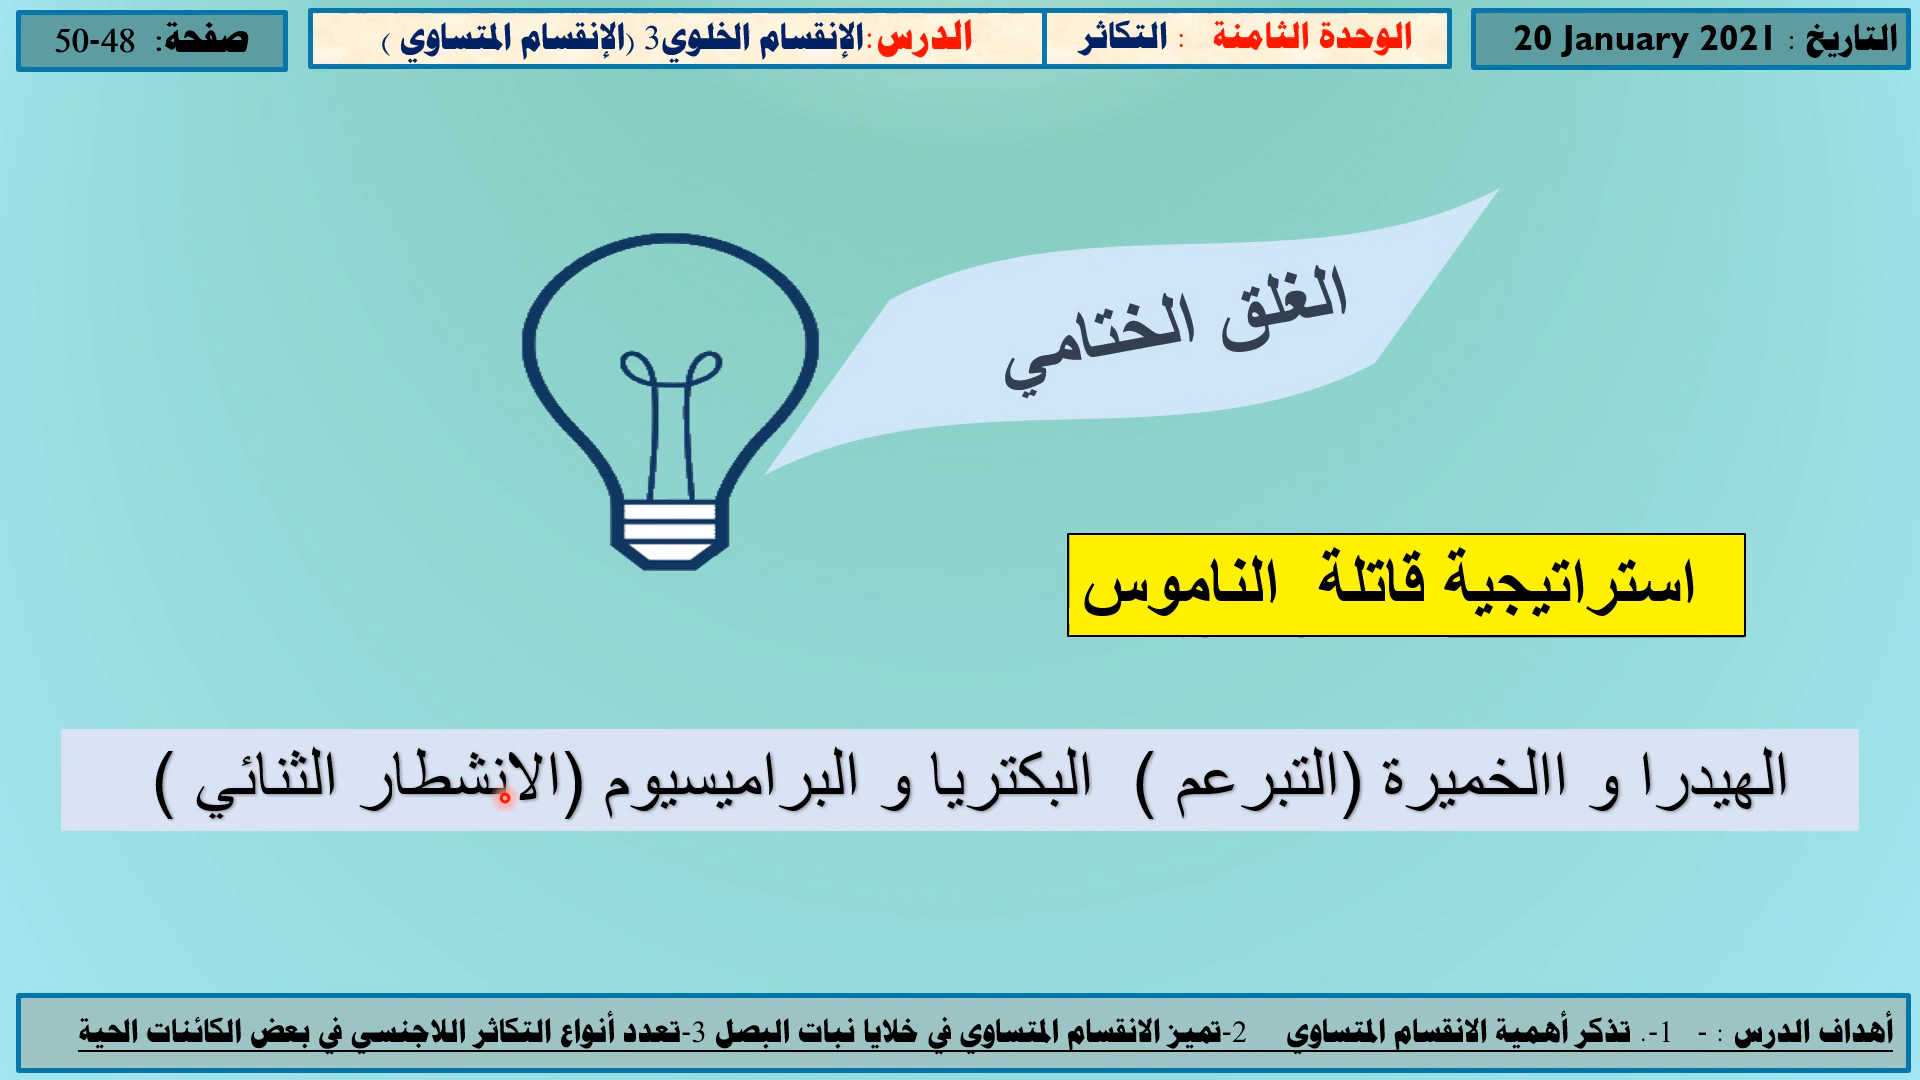 التاريخ : 20 January 2021
الوحدة الثامنة : التكاثر
الدرس:الإنقسام الخلوي3 (الإنقسام المتساوي )
صفحة: 48-50
الغلق الختامي
استراتيجية قاتلة الناموس
الهيدرا و االخميرة (التبرعم ) البكتريا و البراميسيوم (الانشطار الثنائي )
أهداف الدرس : - 1-. تذكر أهمية الانقسام المتساوي 2-تميز الانقسام المتساوي في خلايا نبات البصل 3-تعدد أنواع التكاثر اللاجنسي في بعض الكائنات الحية